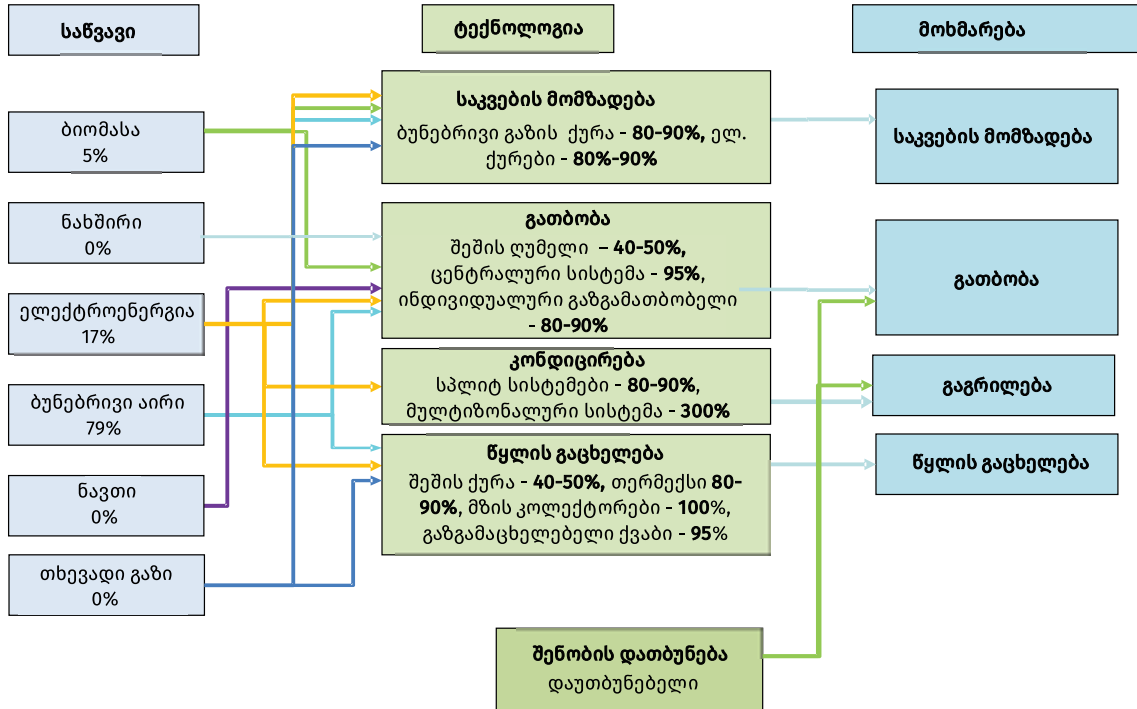 საწვავი
ტექნოლოგია
მოხმარება
ბიომასა
5%
ნახშირი
0%
ელექტროენერგია
17%
ბუნებრივი აირი
79%
ნავთი
0%
თხევადი გაზი
0%
საკვების მომზადება
ბუნებრივი გაზის ქურა - 80-90%, ელ.
ქურები - 80%-90%
გათბობა
შეშის ღუმელი – 40-50%,
ცენტრალური სისტემა - 95%,
ინდივიდუალური გაზგამათბობელი
- 80-90%
კონდიცირება
სპლიტ სისტემები - 80-90%,
მულტიზონალური სისტემა - 300%
წყლის გაცხელება
შეშის ქურა - 40-50%, თერმექსი 80-
90%, მზის კოლექტორები - 100%,
გაზგამაცხელებელი ქვაბი - 95%
შენობის დათბუნება
დაუთბუნებელი
საკვების მომზადება
გათბობა
გაგრილება
წყლის გაცხელება